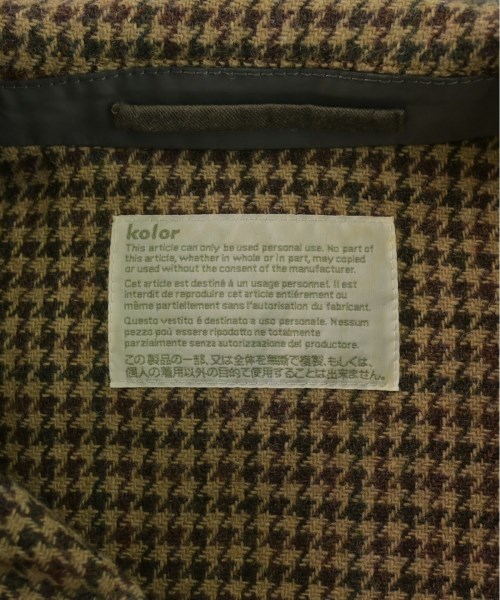 kolor
This article can only be used personal use. No part of
this article, whether in whole or in part, may copied
or used without the consent of the manufacturer.
Cet article est destiné à un usage personnel. Il est
interdit de reproduire cet article entiérement ou
même partiellement sans l'autorisation du fabricant.
Questo vestito é destinato a uso personale. Nessum
pezzo poùi essere ripodotto ne totalmente
parzialmente senza autorizzazione del produttore.
この製品の一部、又は全体を無断で複製、もしくは、
個人の着用以外の目的で使用することは出来ません。